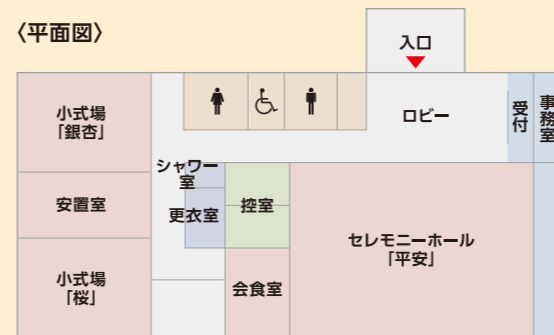 〈平面図〉
入口
小式場
「銀杏」
ロビー
受付
事務室
シャワー
室
安置室
更衣室
控室
セレモニーホール
「平安」
小式場
「桜」
会食室